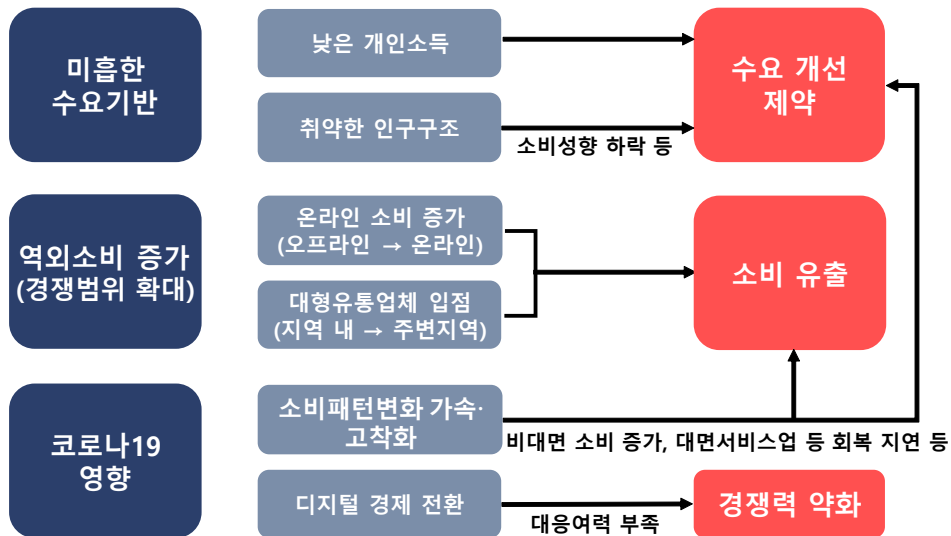 미흡한
수요기반
낮은 개인소득
취약한 인구구조
소비성향 하락 등
수요 개선
제약
역외소비 증가
(경쟁범위 확대)
온라인 소비 증가
(오프라인 → 온라인)
대형유통업체 입점
(지역 내 → 주변지역)
소비 유출
코로나19
영향
소비패턴변화 가속·
고착화
비대면 소비 증가, 대면서비스업 등 회복 지연 등
디지털 경제 전환
대응여력 부족
경쟁력 약화